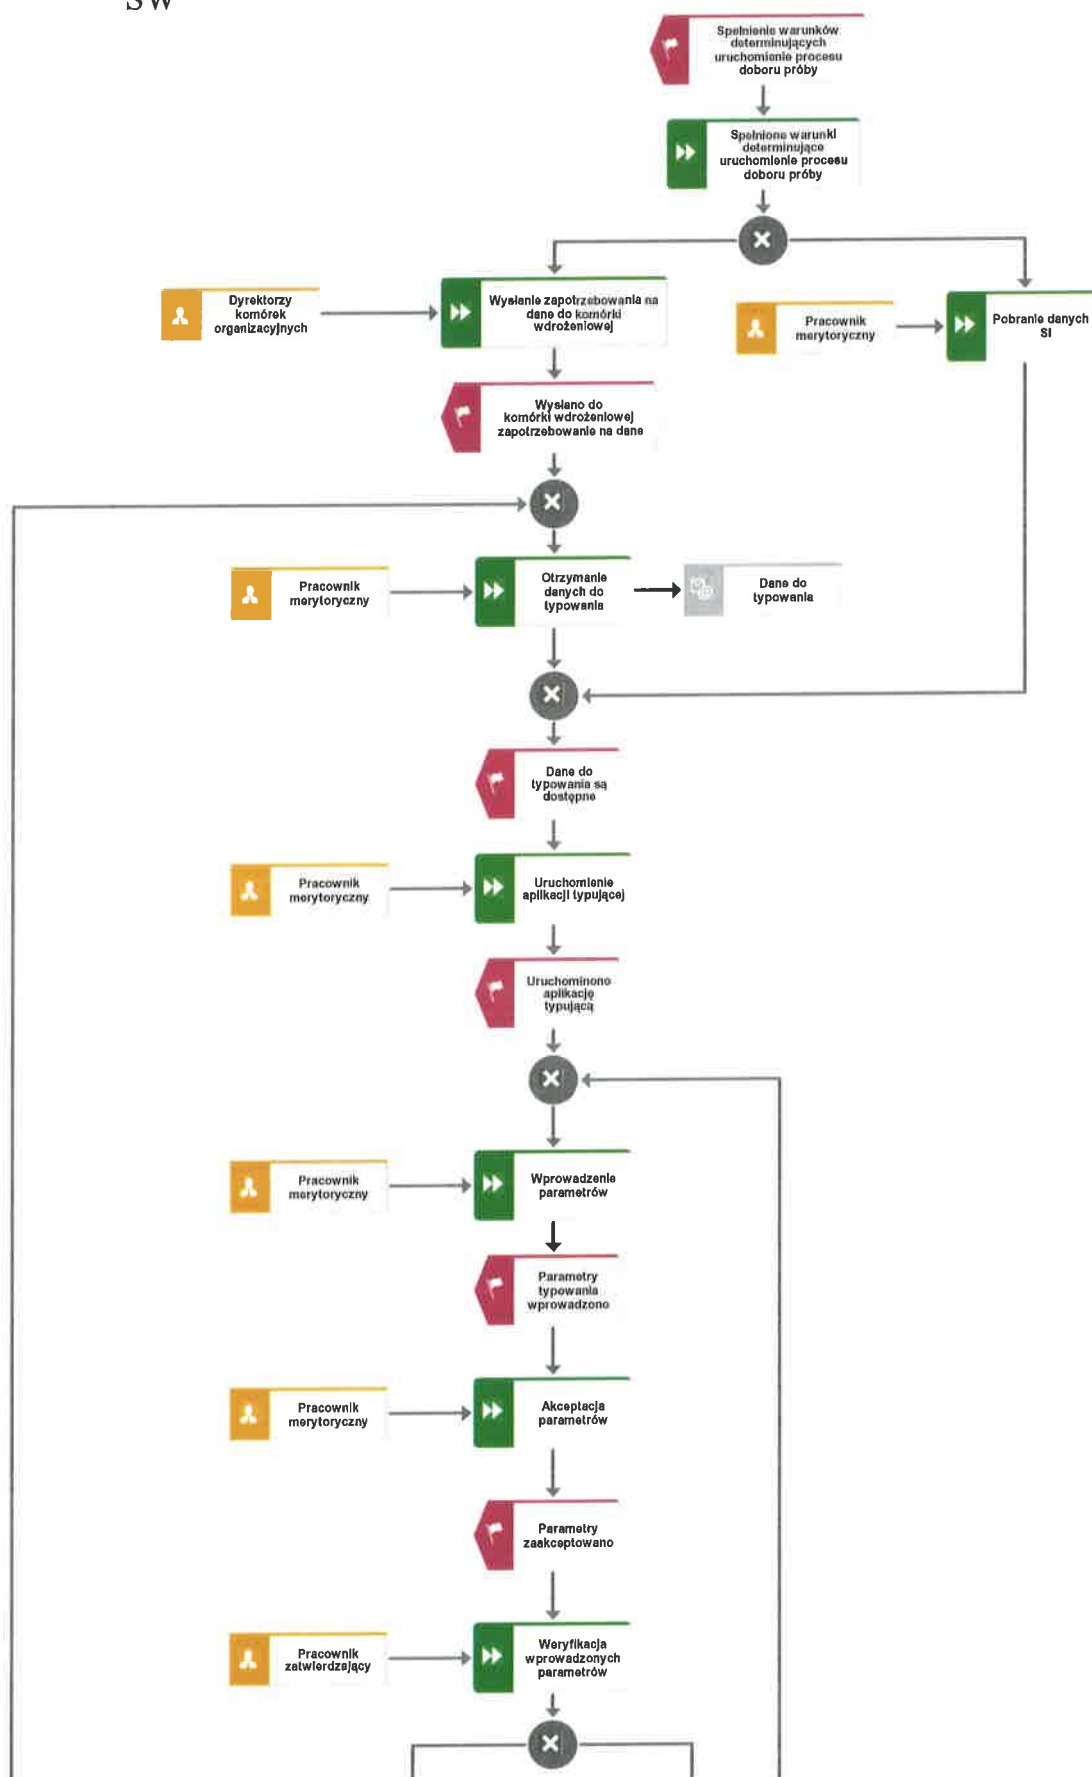 SW
Spełnienie warunków
determinujących
uruchomienie procesu
doboru próby
Spełnione warunki
determinujące
uruchomienie procesu
doboru próby
Dyrektorzy
komórek
organizacyjnych
Wysłanie zapotrzebowania na
dane do komórki
wdrożeniowej
Pracownik
merytoryczny
Pobranie danych
SI
Wysłano do
komórki wdrożeniowej
zapotrzebowanie na dane
Pracownik
merytoryczny
Otrzymanie
danych do
typowania
Dane do
typowania
Dane do
typowania są
dostępne
Pracownik
merytoryczny
Uruchomienie
aplikacji typującej
Uruchominono
aplikację
typującą
Pracownik
merytoryczny
Wprowadzenie
parametrów
Parametry
typowania
wprowadzono
Pracownik
merytoryczny
Akceptacja
parametrów
Parametry
zaakceptowano
Pracownik
zatwierdzający
Weryfikacja
wprowadzonych
parametrów